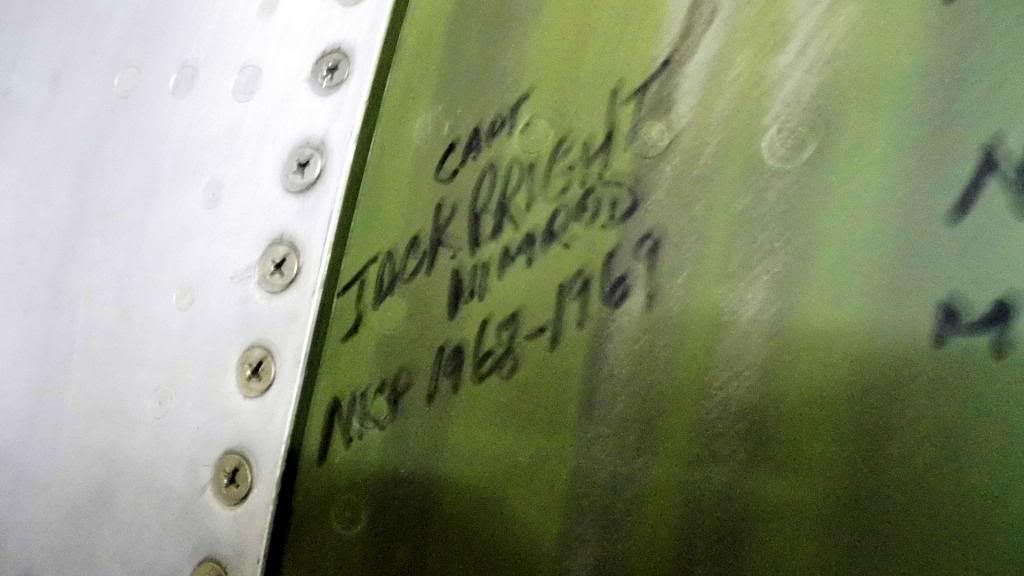 CAPT
JACK BRIGHT
NIMROD
NKP 1968-1969